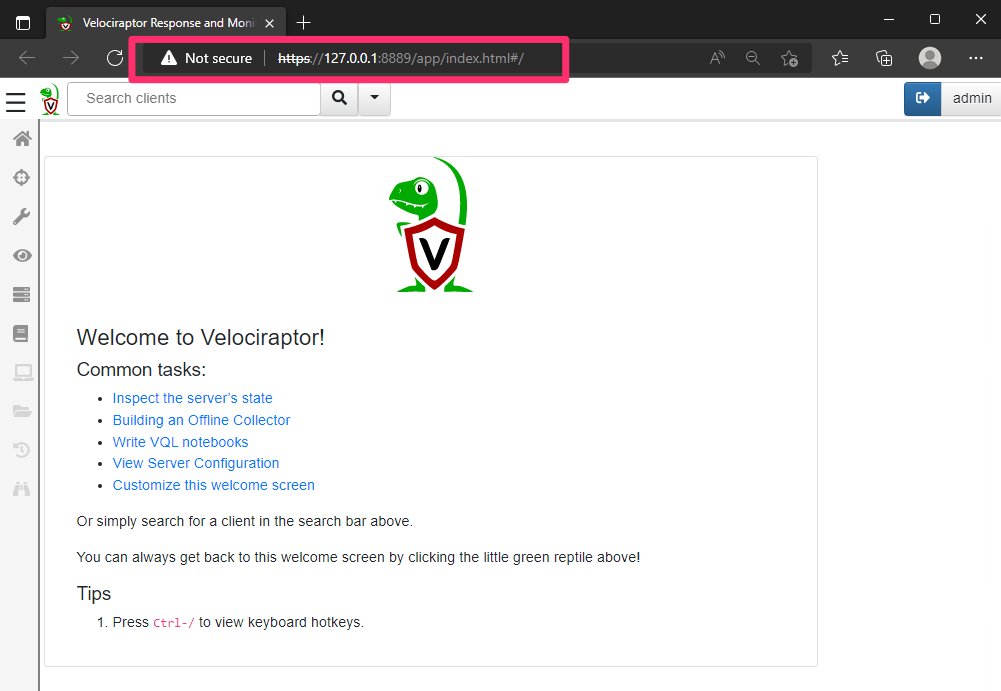 Velociraptor Response and Moni
Not secure https://127.0.0.1:8889/app/index.html#/
Search clients
admin
V
Welcome to Velociraptor!
Common tasks:
• Inspect the server’s state
• Building an Offline Collector
• Write VQL notebooks
• View Server Configuration
• Customize this welcome screen
Or simply search for a client in the search bar above.
You can always get back to this welcome screen by clicking the little green reptile above!
Tips
1. Press Ctrl-/ to view keyboard hotkeys.